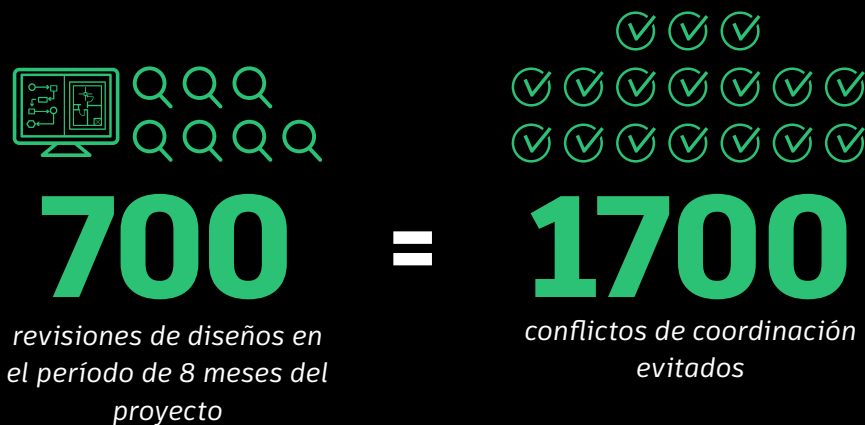 700
revisiones de diseños en
el período de 8 meses del
proyecto
=
1700
conflictos de coordinación
evitados